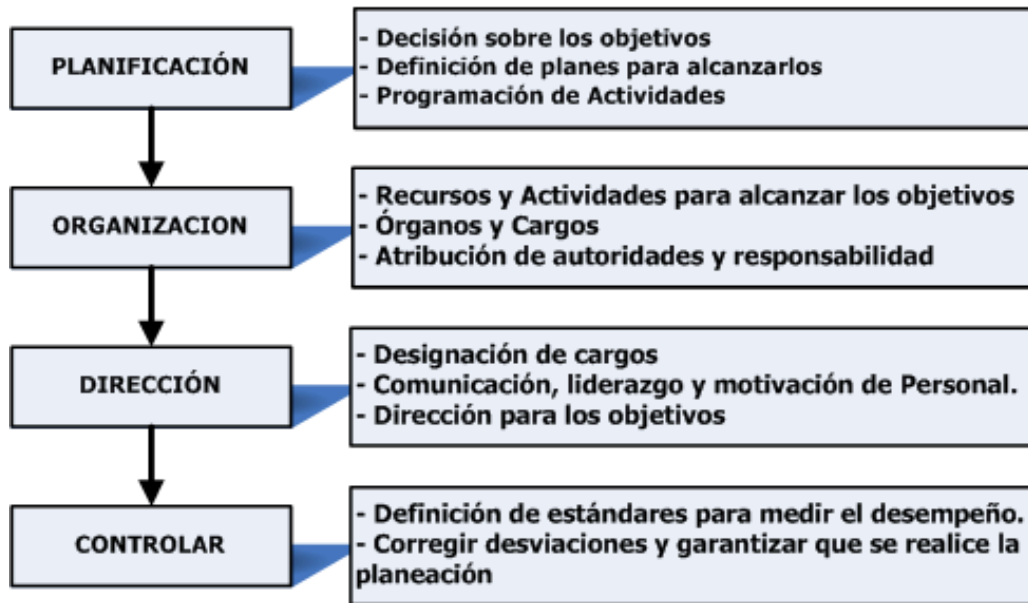 PLANIFICACIÓN
- Decisión sobre los objetivos
- Definición de planes para alcanzarlos
- Programación de Actividades
ORGANIZACION
- Recursos y Actividades para alcanzar los objetivos
- Órganos y Cargos
- Atribución de autoridades y responsabilidad
DIRECCIÓN
- Designación de cargos
- Comunicación, liderazgo y motivación de Personal.
- Dirección para los objetivos
CONTROLAR
- Definición de estándares para medir el desempeño.
- Corregir desviaciones y garantizar que se realice la
planeación